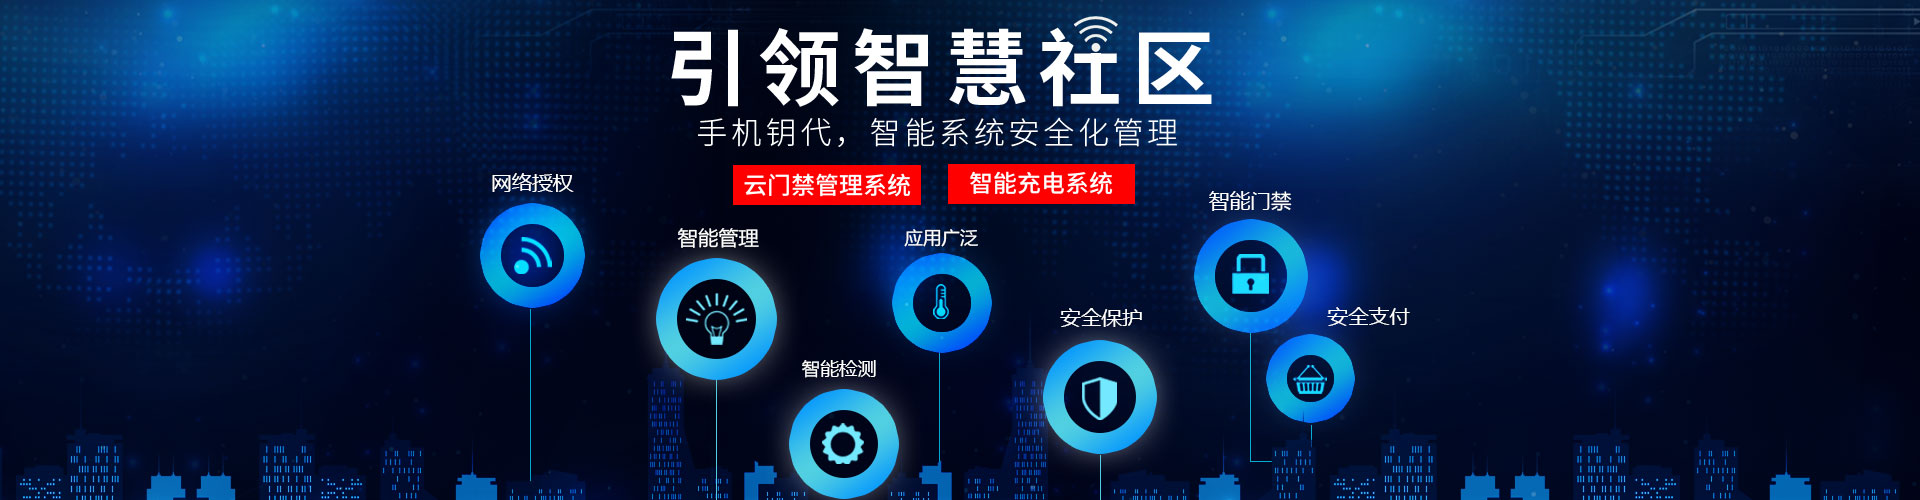 引领智慧社区
手机钥代，智能系统安全化管理
云门禁管理系统
智能充电系统
网络授权
智能管理
智能检测
应用广泛
安全保护
智能门禁
安全支付